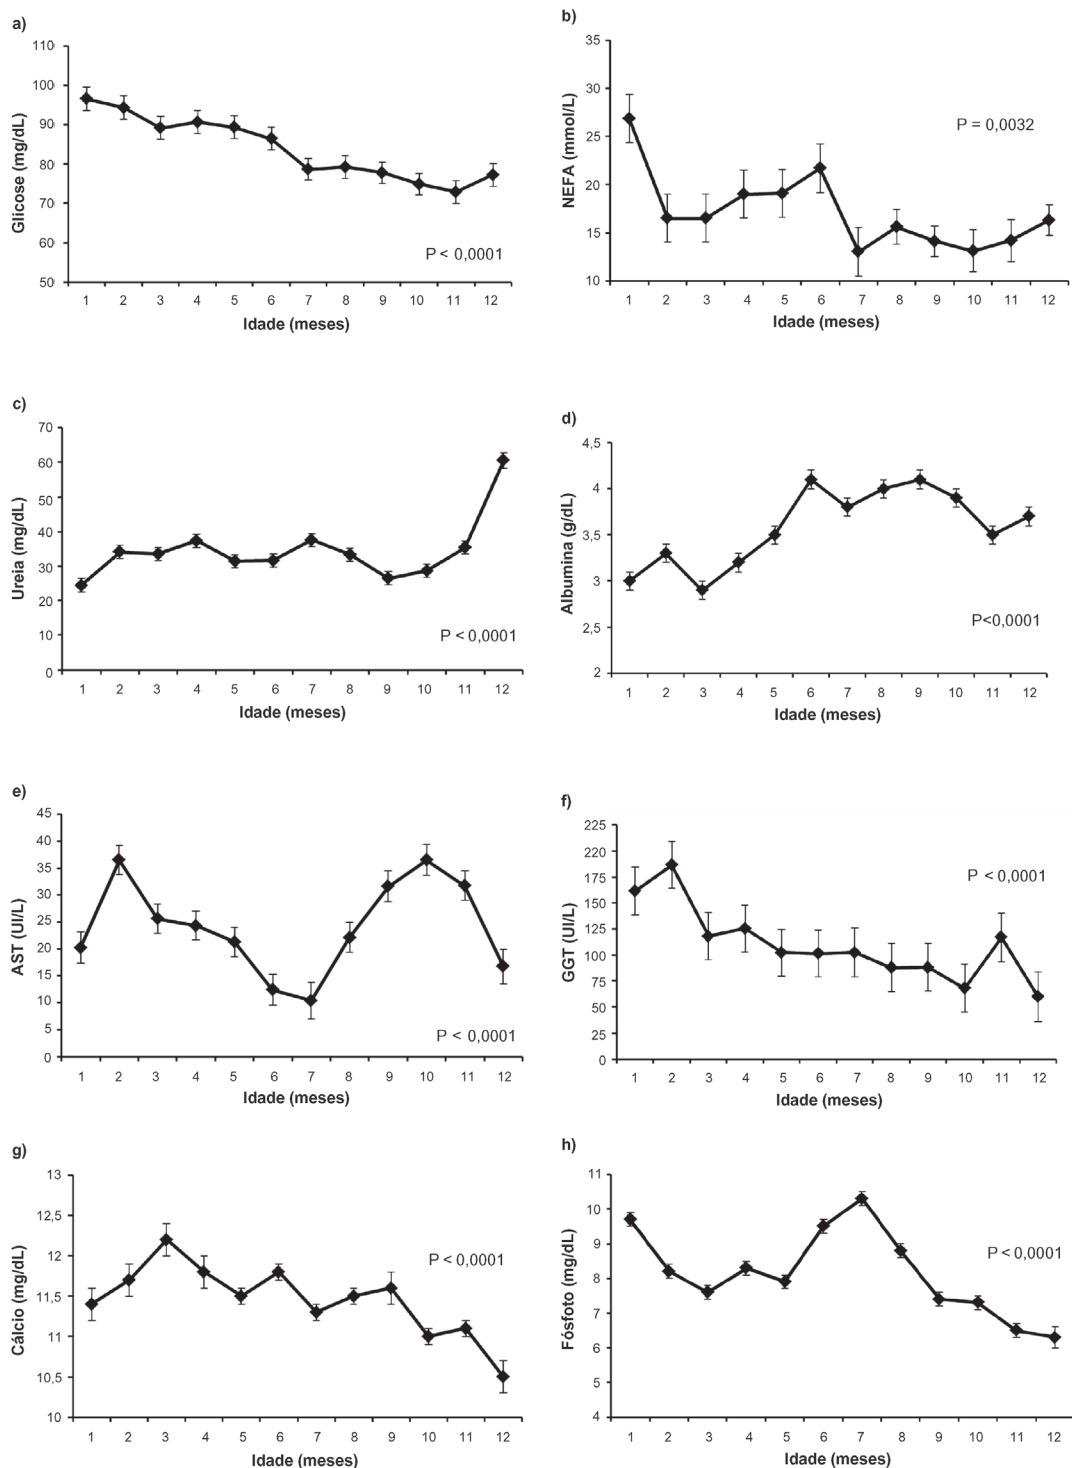 a)
110
100
90
80
70
60
50
Glicose (mg/dL)
P < 0,0001
1 2 3 4 5 6 7 8 9 10 11 12
Idade (meses)
b)
35
30
25
20
15
10
NEFA (mmol/L)
P = 0,0032
1 2 3 4 5 6 7 8 9 10 11 12
Idade (meses)
c)
70
60
50
40
30
20
10
0
Ureia (mg/dL)
P < 0,0001
1 2 3 4 5 6 7 8 9 10 11 12
Idade (meses)
d)
4,5
4
3,5
3
2,5
2
Albumina (g/dL)
P<0,0001
1 2 3 4 5 6 7 8 9 10 11 12
Idade (meses)
e)
45
40
35
30
25
20
15
10
5
0
AST (UI/L)
P < 0,0001
1 2 3 4 5 6 7 8 9 10 11 12
Idade (meses)
f)
225
220
175
150
125
100
75
50
25
0
GGT (UI/L)
P < 0,0001
1 2 3 4 5 6 7 8 9 10 11 12
Idade (meses)
g)
13
12,5
12
11,5
11
10,5
10
Cálcio (mg/dL)
P < 0,0001
1 2 3 4 5 6 7 8 9 10 11 12
Idade (meses)
h)
11
10
9
8
7
6
5
4
Fósfoto (mg/dL)
P < 0,0001
1 2 3 4 5 6 7 8 9 10 11 12
Idade (meses)